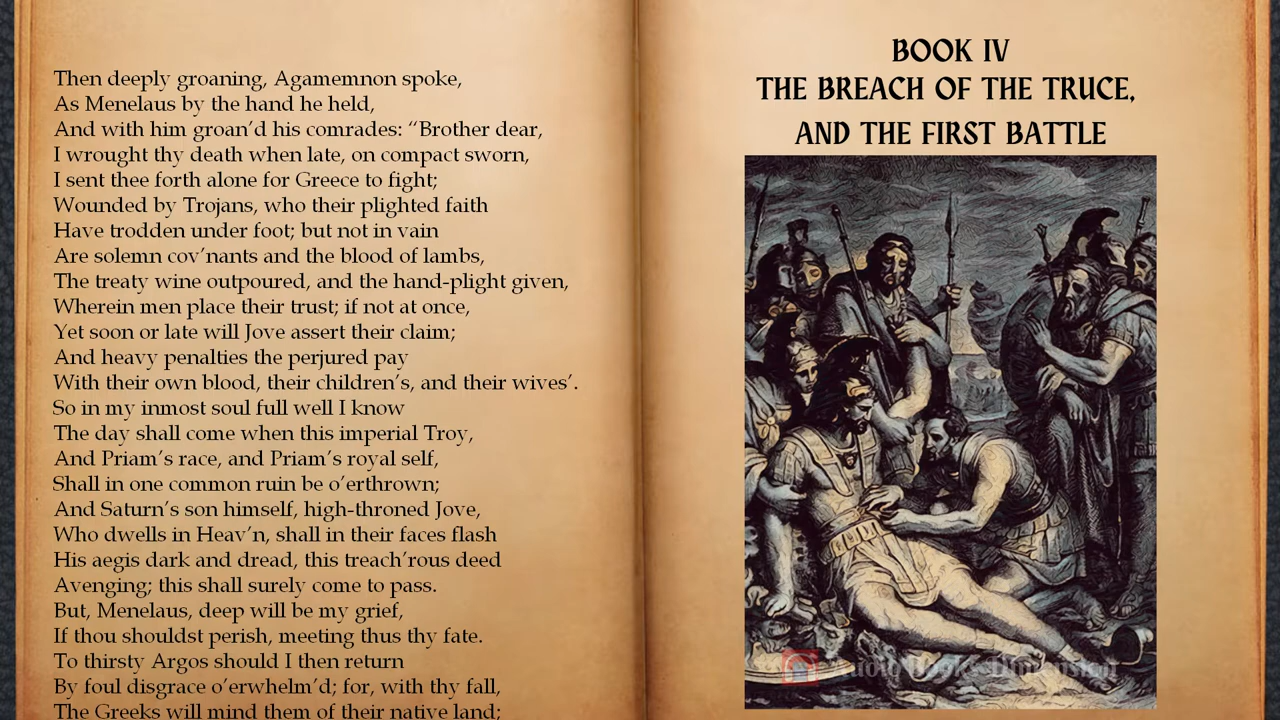 Then deeply groaning, Agamemnon spoke,
As Menelaus by the hand he held,
And with him groan’d his comrades: “Brother dear,
I wrought thy death when late, on compact sworn,
I sent thee forth alone for Greece to fight;
Wounded by Trojans, who their plighted faith
Have trodden under foot; but not in vain
Are solemn cov’nants and the blood of lambs,
The treaty wine outpoured, and the hand-plight given,
Wherein men place their trust; if not at once,
Yet soon or late will Jove assert their claim;
And heavy penalties the perjured pay
With their own blood, their children’s, and their wives’.
So in my inmost soul full well I know
The day shall come when this imperial Troy,
And Priam’s race, and Priam’s royal self,
Shall in one common ruin be o’erthrown;
And Saturn’s son himself, high-throned Jove,
Who dwells in Heav’n, shall in their faces flash
His aegis dark and dread, this treach’rous deed
Avenging; this shall surely come to pass.
But, Menelaus, deep will be my grief,
If thou shouldst perish, meeting thus thy fate.
To thirsty Argos should I then return
By foul disgrace o’erwhelm’d; for, with thy fall,
The Greeks will mind them of their native land;
BOOK IV
THE BREACH OF THE TRUCE,
AND THE FIRST BATTLE
Audio Books Dimension